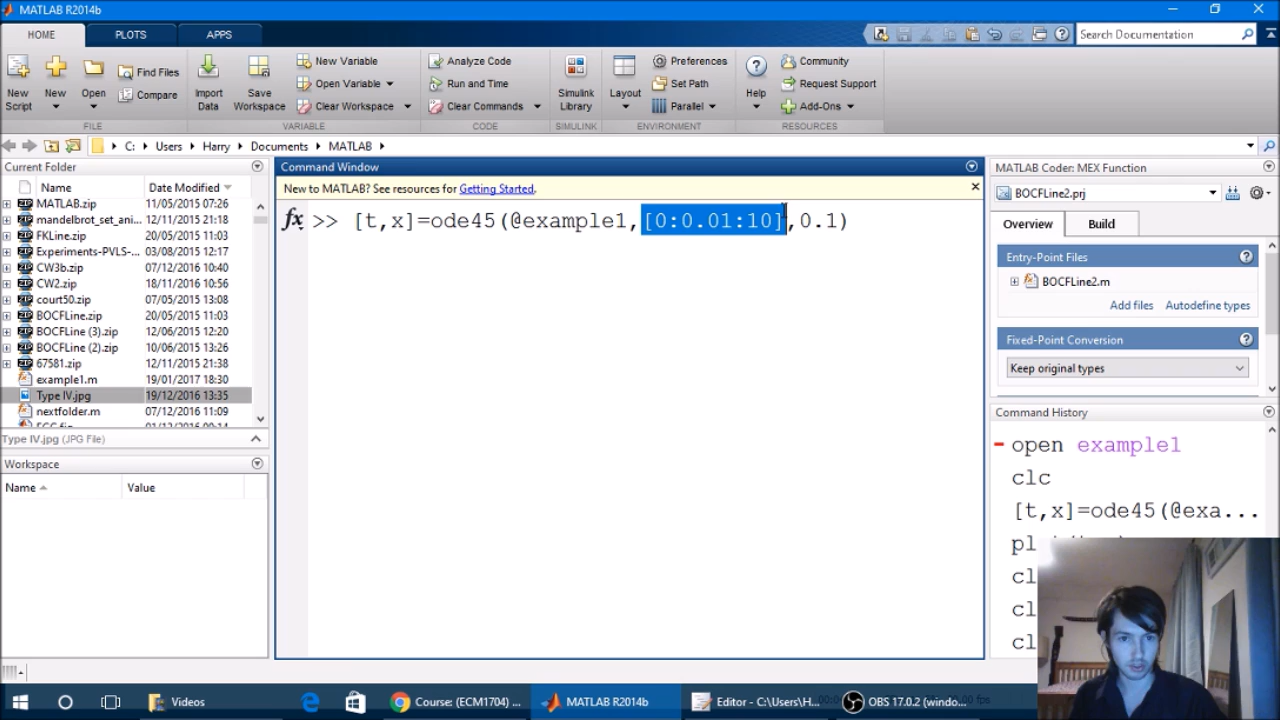 MATLAB R2014b
HOME PLOTS APPS
Search Documentation
New Script
New
Open
Find Files
Compare
Import Data
Save Workspace
New Variable
Open Variable
Clear Workspace
Analyze Code
Run and Time
Clear Commands
Simulink Library
Layout
Preferences
Set Path
Parallel
Help
Community
Request Support
Add-Ons
FILE VARIABLE CODE SIMULINK ENVIRONMENT RESOURCES
C: Users Harry Documents MATLAB
Current Folder
Name Date Modified
MATLAB.zip 11/05/2015 07:26
mandelbrot_set_ani... 12/11/2015 21:18
FKLine.zip 20/05/2015 11:03
Experiments-PVLS-... 03/12/2015 22:08
CW3b.zip 07/12/2016 10:40
CW2.zip 18/11/2016 10:56
court50.zip 07/05/2015 13:08
BOCFLine.zip 20/05/2015 11:03
BOCFLine (3).zip 12/06/2015 12:20
BOCFLine (2).zip 10/06/2015 13:26
67581.zip 12/11/2015 21:38
example1.m 19/01/2017 18:30
Type IV.jpg 19/12/2016 13:35
nextfolder.m 07/12/2016 11:09
Type IV.jpg (JPG File)
Workspace
Name Value
Command Window
New to MATLAB? See resources for Getting Started.
fx >> [t,x]=ode45(@example1,[0:0.01:10],0.1)
MATLAB Coder: MEX Function
BOCFLine2.prj
Overview Build
Entry-Point Files
BOCFLine2.m
Add files Autodefine types
Fixed-Point Conversion
Keep original types
Command History
open example1
clc
[t,x]=ode45(@exa...
Videos
Course: (ECM1704) ...
MATLAB R2014b
Editor - C:\Users\H...
OBS 17.0.2 (windo...